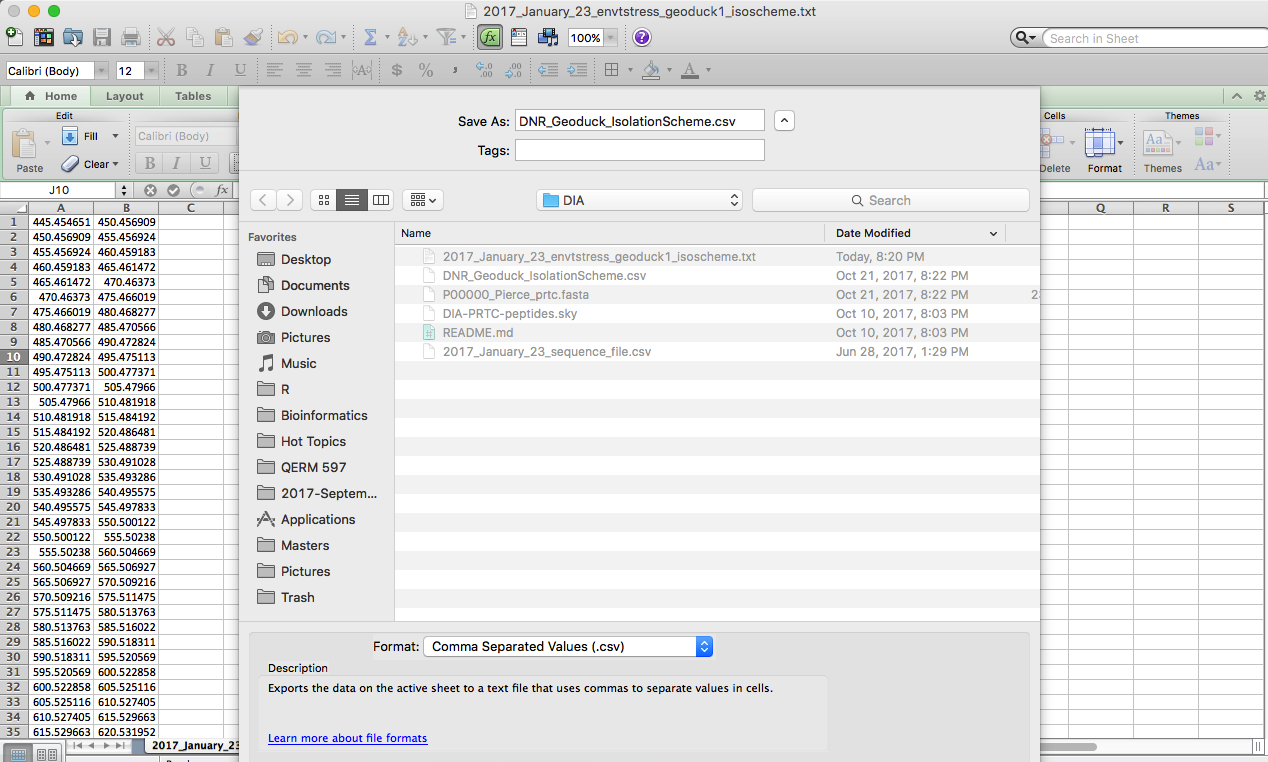 2017_January_23_envtstress_geoduck1_isoscheme.txt
100%
Search in Sheet
Calibri (Body) 12 B I U
Home Layout Tables
Edit Cells Themes
Fill Calibri (Body)
Paste Clear B I U Delete Format Themes
J10 fx
Save As: DNR_Geoduck_IsolationScheme.csv
Tags:
DIA Search
Favorites
Desktop
Documents
Downloads
Pictures
Music
R
Bioinformatics
Hot Topics
QERM 597
2017-Septem...
Applications
Masters
Pictures
Trash
Name Date Modified
2017_January_23_envtstress_geoduck1_isoscheme.txt Today, 8:20 PM
DNR_Geoduck_IsolationScheme.csv Oct 21, 2017, 8:22 PM
P00000_Pierce_prtc.fasta Oct 21, 2017, 8:22 PM
DIA-PRTC-peptides.sky Oct 10, 2017, 8:03 PM
README.md Oct 10, 2017, 8:03 PM
2017_January_23_sequence_file.csv Jun 28, 2017, 1:29 PM
Format: Comma Separated Values (.csv)
Description
Exports the data on the active sheet to a text file that uses commas to separate values in cells.
Learn more about file formats
A B C Q R S
1 445.454651 450.456909
2 450.456909 455.456924
3 455.456924 460.459183
4 460.459183 465.461472
5 465.461472 470.46373
6 470.46373 475.466019
7 475.466019 480.468277
8 480.468277 485.470566
9 485.470566 490.472824
10 490.472824 495.475113
11 495.475113 500.477371
12 500.477371 505.47966
13 505.47966 510.481918
14 510.481918 515.484192
15 515.484192 520.486481
16 520.486481 525.488739
17 525.488739 530.491028
18 530.491028 535.493286
19 535.493286 540.495575
20 540.495575 545.497833
21 545.497833 550.500122
22 550.500122 555.50238
23 555.50238 560.504669
24 560.504669 565.506927
25 565.506927 570.509216
26 570.509216 575.511475
27 575.511475 580.513763
28 580.513763 585.516022
29 585.516022 590.518311
30 590.518311 595.520569
31 595.520569 600.522858
32 600.522858 605.525116
33 605.525116 610.527405
34 610.527405 615.529663
35 615.529663 620.531952
2017_January_23